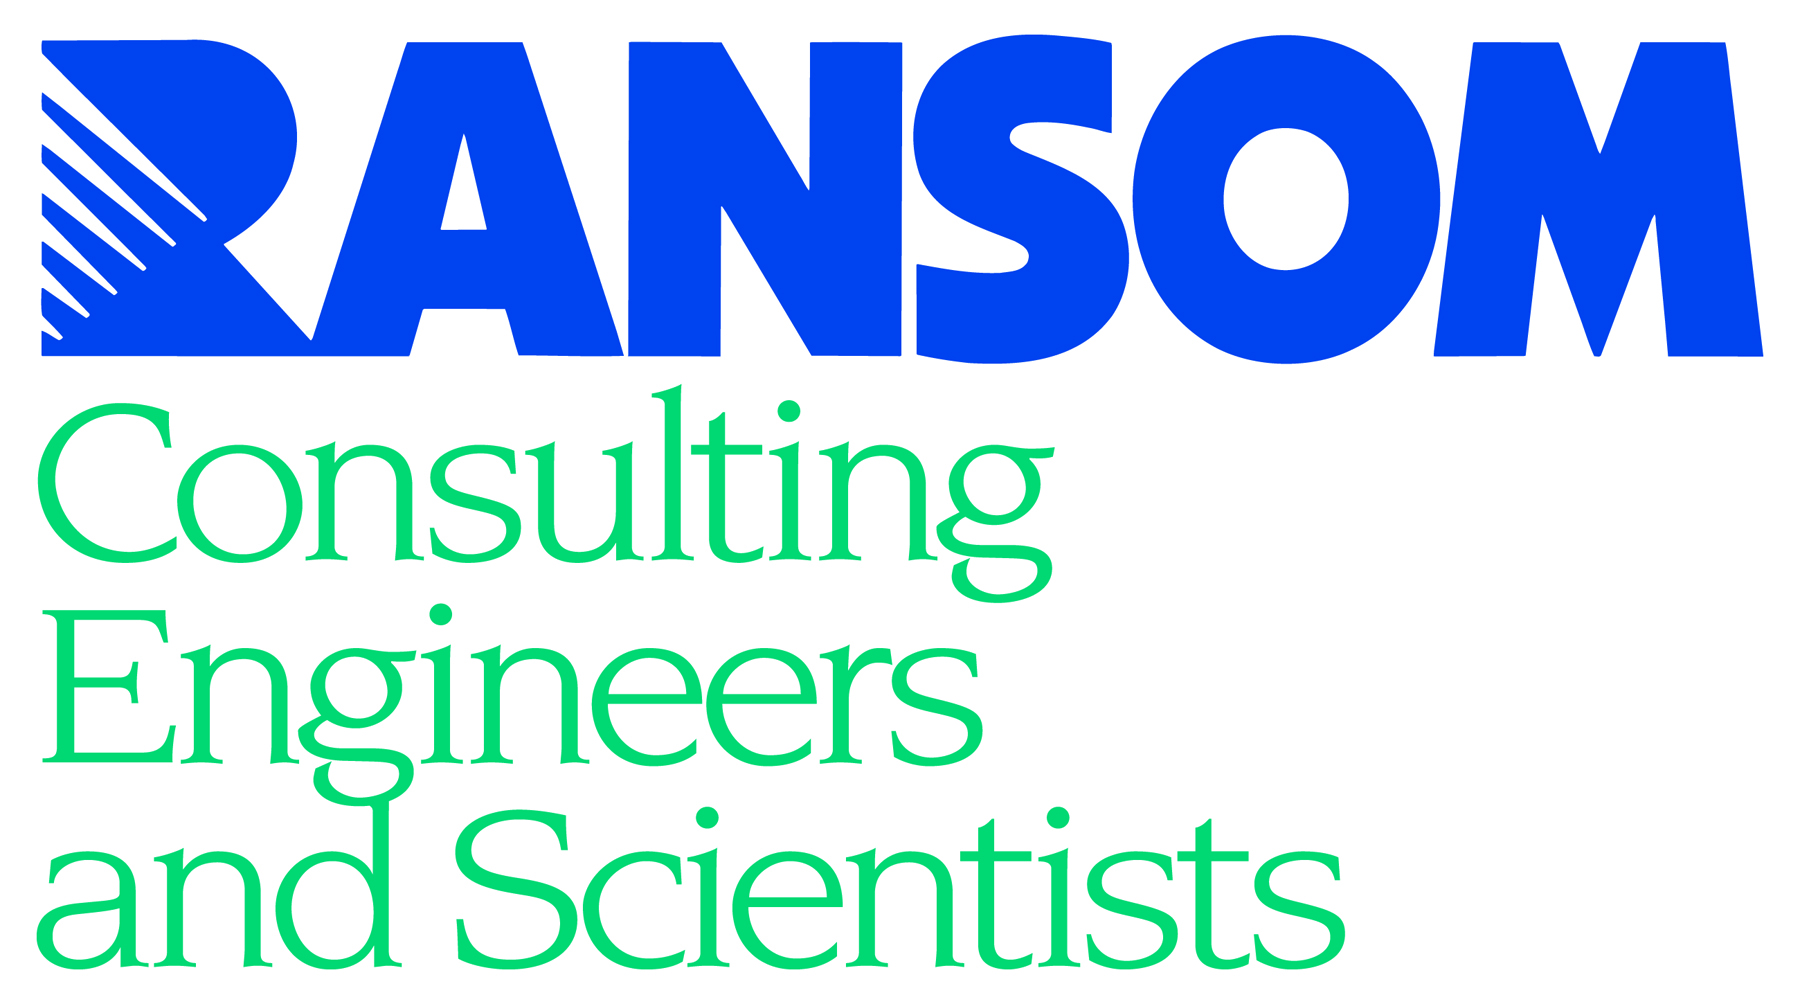 RANSOM
Consulting
Engineers
and Scientists